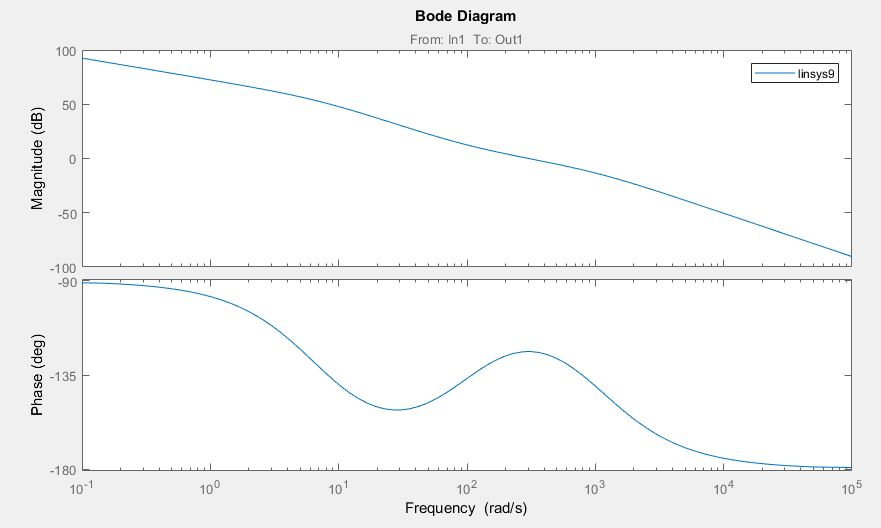 Bode Diagram
From: In1 To: Out1
linsys9
Magnitude (dB)
100
50
0
-50
-100
Phase (deg)
-90
-135
-180
10^-1 10^0 10^1 10^2 10^3 10^4 10^5
Frequency (rad/s)